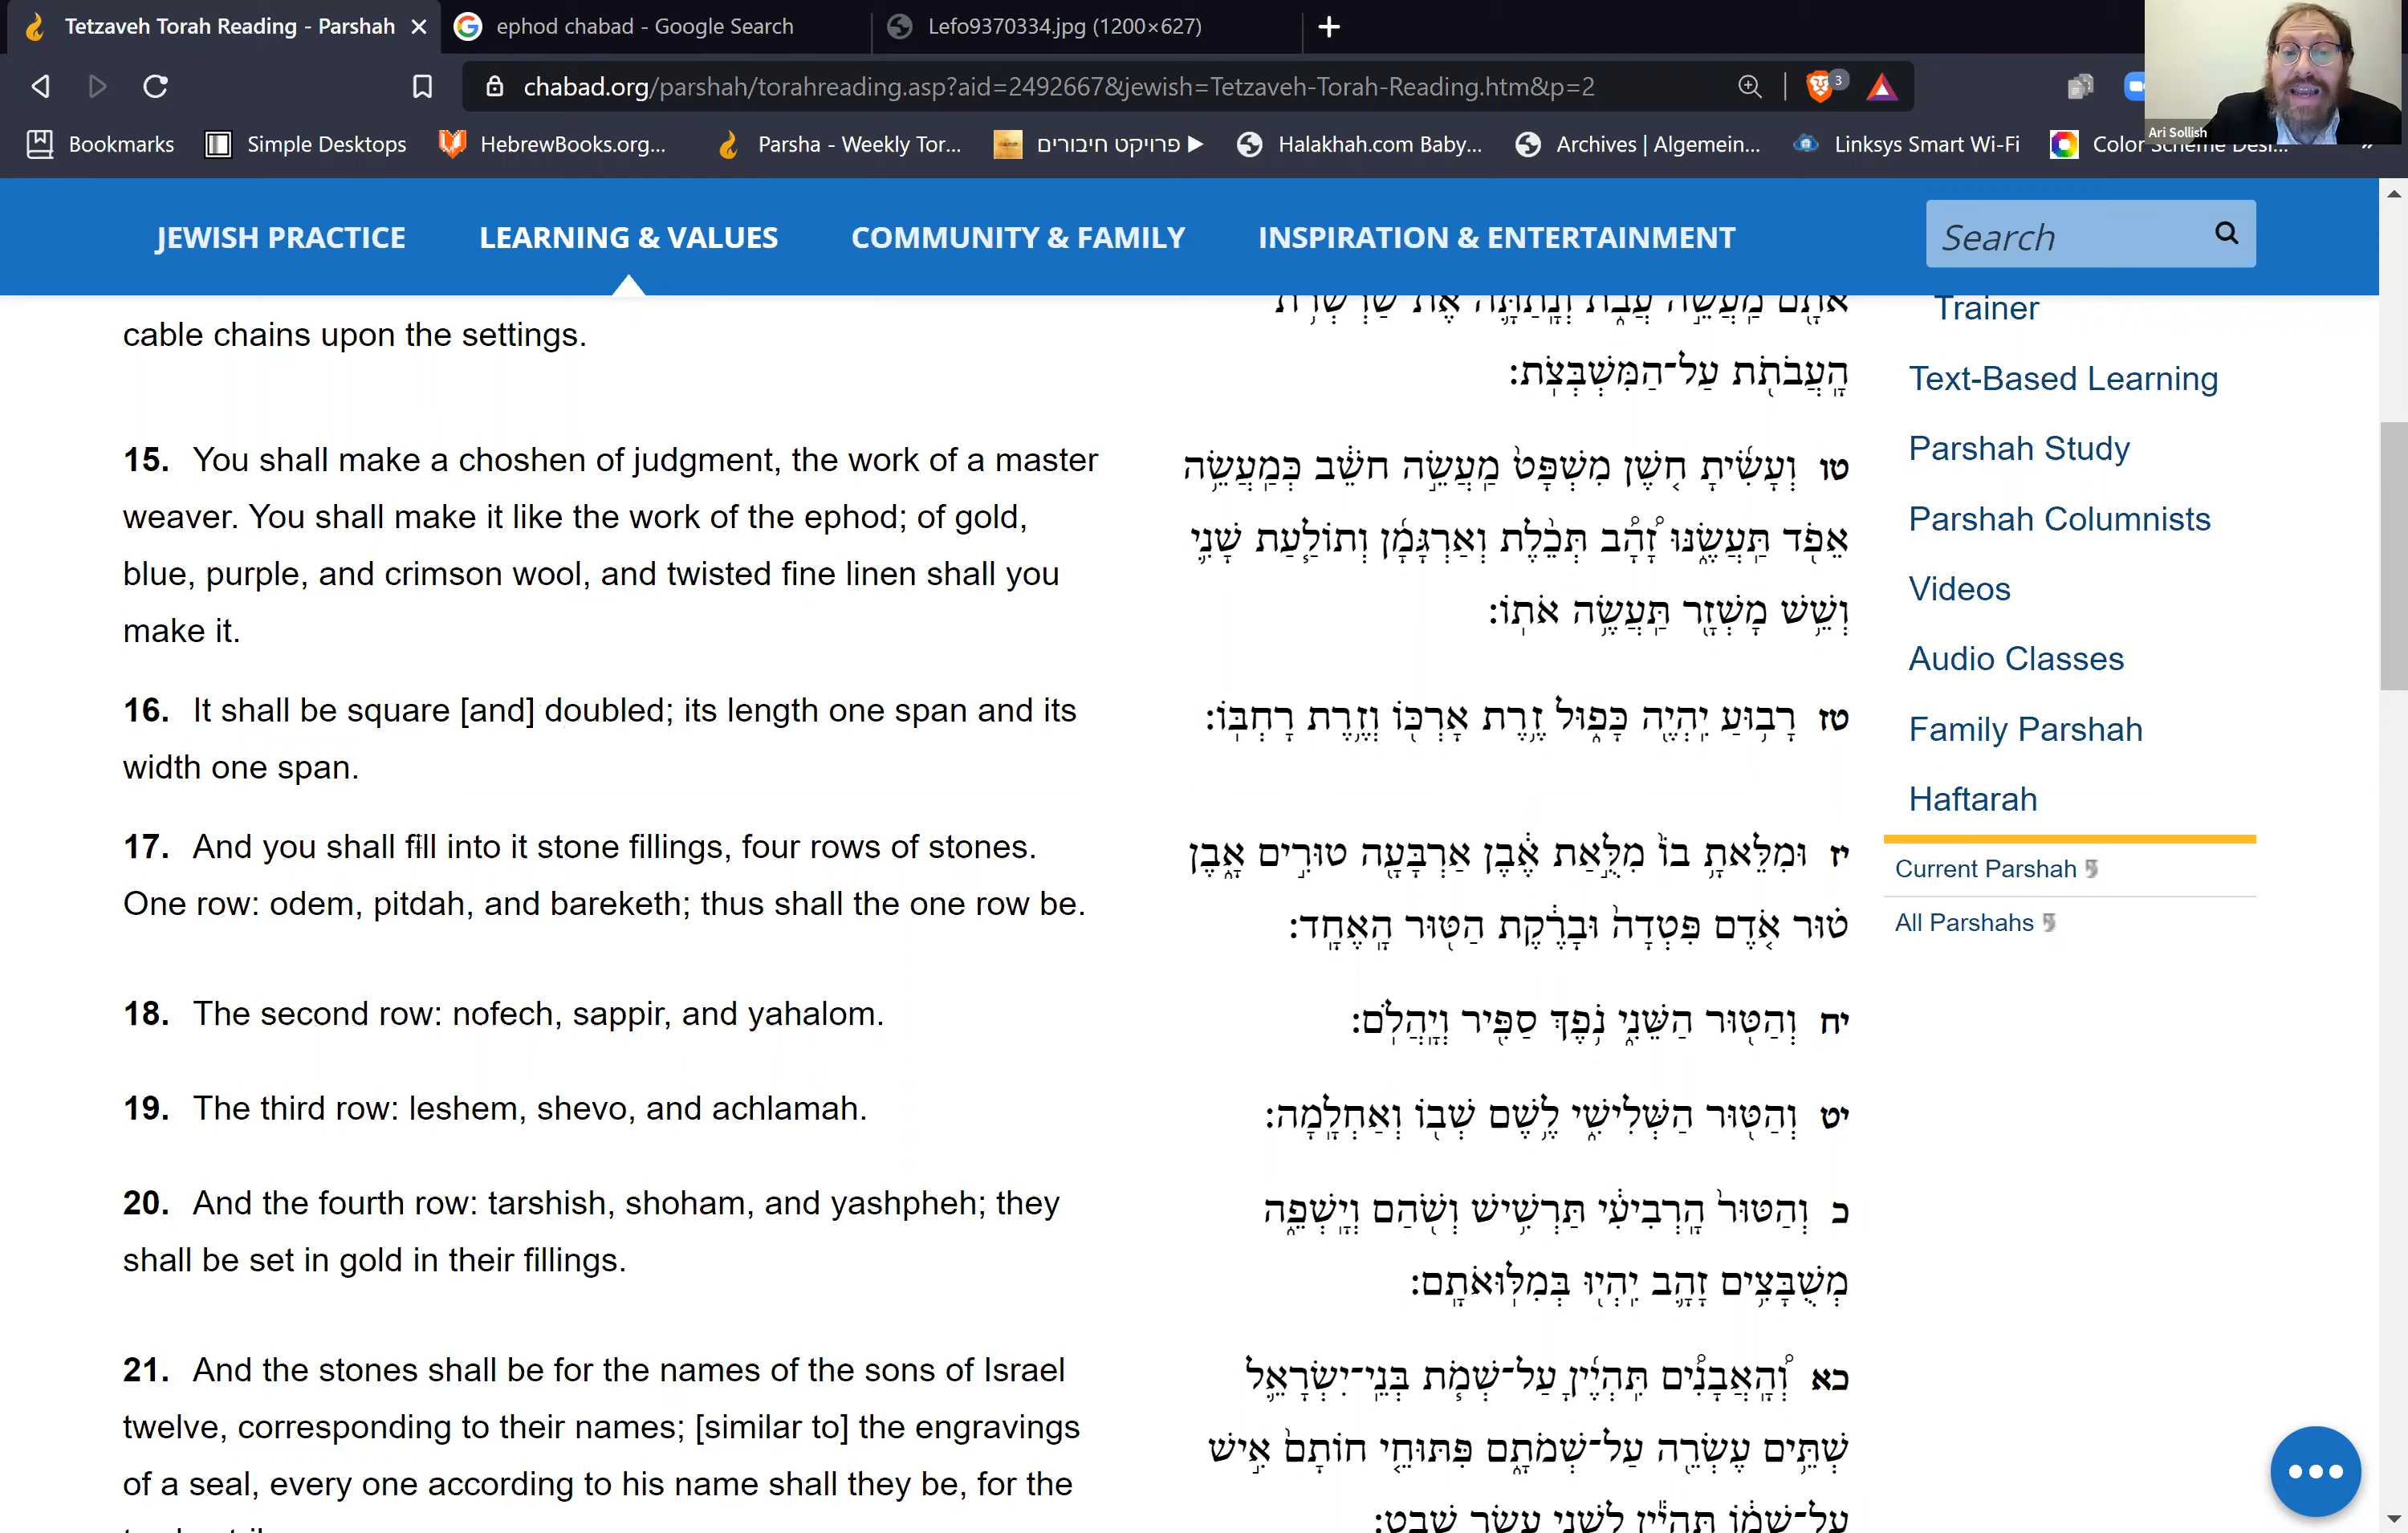 Tetzaveh Torah Reading - Parshah
ephod chabad - Google Search
Lefo9370334.jpg (1200×627)
chabad.org/parshah/torahreading.asp?aid=2492667&jewish=Tetzaveh-Torah-Reading.htm&p=2
3
Ari Sollish
Bookmarks
Simple Desktops
HebrewBooks.org...
Parsha - Weekly Tor...
פרויקט חיבורים
Halakhah.com Baby...
Archives | Algemein...
Linksys Smart Wi-Fi
Color Scheme Desi...
JEWISH PRACTICE
LEARNING & VALUES
COMMUNITY & FAMILY
INSPIRATION & ENTERTAINMENT
Search
cable chains upon the settings.
אֹתָ֖ם מַֽעֲשֵׂ֣ה עֲבֹ֑ת וְנָֽתַתָּ֛ה אֶת שַׁרְשְׁרֹ֥ת
הָֽעֲבֹתֹ֖ת עַל־הַמִּשְׁבְּצֹֽת:
15. You shall make a choshen of judgment, the work of a master
weaver. You shall make it like the work of the ephod; of gold,
blue, purple, and crimson wool, and twisted fine linen shall you
make it.
טו וְעָשִׂ֜יתָ ח֤שֶׁן מִשְׁפָּט֙ מַֽעֲשֵׂ֣ה חשֵׁ֔ב כְּמַֽעֲשֵׂ֥ה
אֵפֹ֖ד תַּֽעֲשֶׂ֑נּוּ זָ֠הָ֠ב תְּכֵ֨לֶת וְאַרְגָּמָ֜ן וְתוֹלַ֧עַת שָׁנִ֛י
וְשֵׁ֥שׁ מָשְׁזָ֖ר תַּֽעֲשֶׂ֥ה אֹתֽוֹ:
16. It shall be square [and] doubled; its length one span and its
width one span.
טז רָב֥וּעַ יִֽהְיֶ֖ה כָּפ֑וּל זֶ֥רֶת אָרְכּ֖וֹ וְזֶ֥רֶת רָחְבּֽוֹ:
17. And you shall fill into it stone fillings, four rows of stones.
One row: odem, pitdah, and bareketh; thus shall the one row be.
יז וּמִלֵּאתָ֥ בוֹ֙ מִלֻּ֣אַת אֶ֔בֶן אַרְבָּעָ֖ה טוּרִ֣ים אָ֑בֶן
ט֗וּר אֹ֤דֶם פִּטְדָה֙ וּבָרֶ֔קֶת הַטּ֖וּר הָֽאֶחָֽד:
18. The second row: nofech, sappir, and yahalom.
יח וְהַטּ֖וּר הַשֵּׁנִ֑י נֹ֥פֶךְ סַפִּ֖יר וְיָֽהֲלֹֽם:
19. The third row: leshem, shevo, and achlamah.
יט וְהַטּ֖וּר הַשְּׁלִישִׁ֑י לֶ֥שֶׁם שְׁב֖וֹ וְאַחְלָֽמָה:
20. And the fourth row: tarshish, shoham, and yashpheh; they
shall be set in gold in their fillings.
כ וְהַטּוּר֙ הָֽרְבִיעִ֔י תַּרְשִׁ֥ישׁ וְשֹׁ֖הַם וְיָֽשְׁפֵ֑ה
מְשֻׁבָּצִ֥ים זָהָ֛ב יִֽהְי֖וּ בְּמִלּֽוּאֹתָֽם:
21. And the stones shall be for the names of the sons of Israel
twelve, corresponding to their names; [similar to] the engravings
of a seal, every one according to his name shall they be, for the
כא וְ֠הָֽאֲבָנִ֠ים תִּֽהְיֶ֜יןָ עַל־שְׁמֹ֧ת בְּנֵֽי־יִשְׂרָאֵ֛ל
שְׁתֵּ֥ים עֶשְׂרֵ֖ה עַל־שְׁמֹתָ֑ם פִּתּוּחֵ֤י חוֹתָם֙ אִ֣ישׁ
עַל־שְׁמ֔וֹ תִּֽהְיֶ֕יןָ לִשְׁנֵ֥י עָשָׂ֖ר שָֽׁבֶט:
Trainer
Text-Based Learning
Parshah Study
Parshah Columnists
Videos
Audio Classes
Family Parshah
Haftarah
Current Parshah
All Parshahs